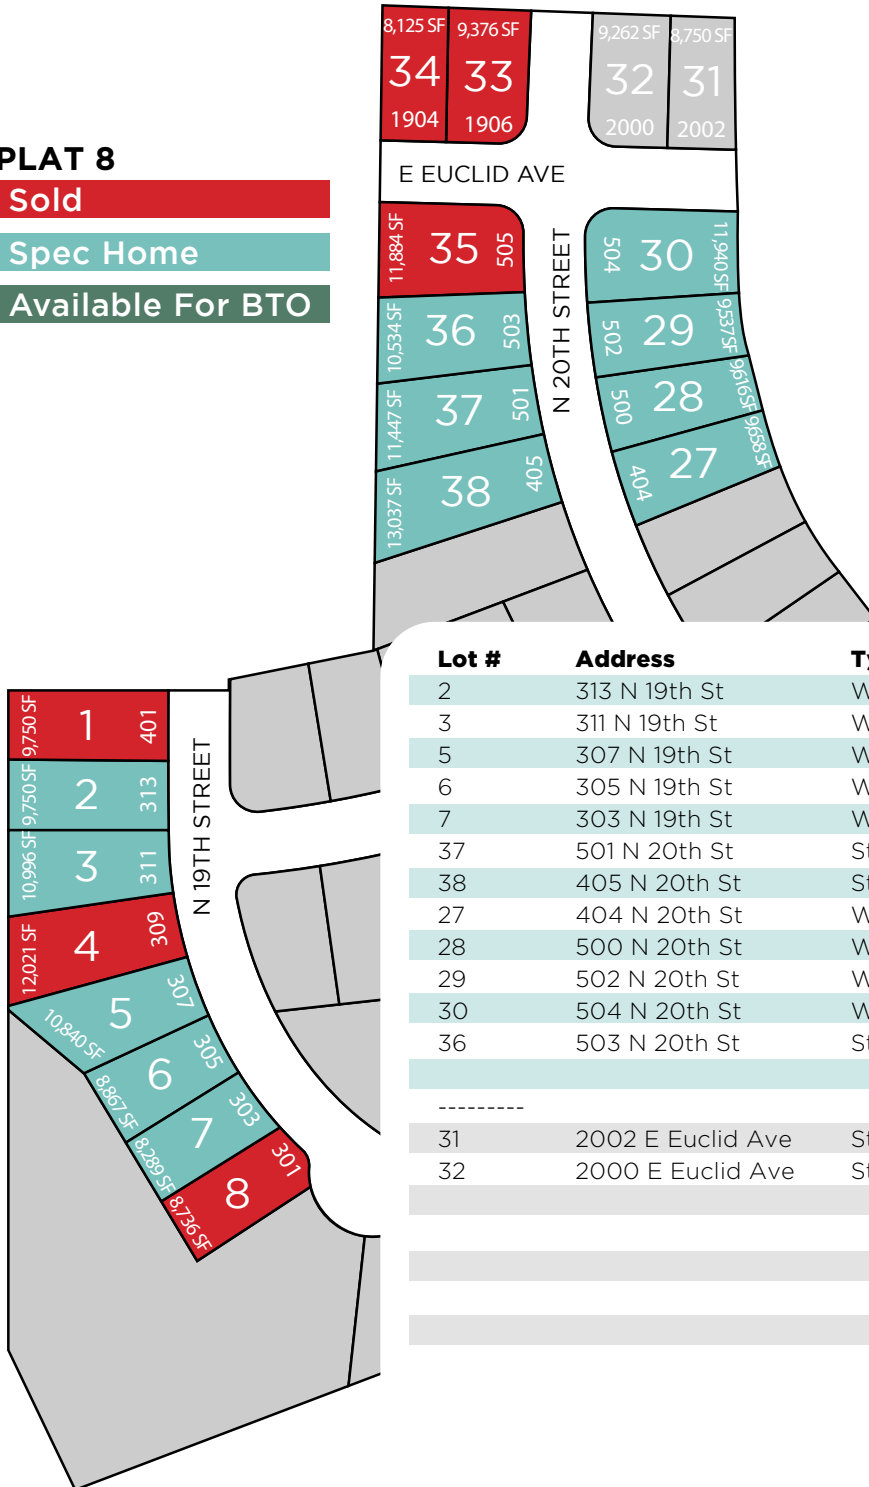 8,125 SF
34
1904
9,376 SF
33
1906
9,262 SF
32
2000
8,750 SF
31
2002
PLAT 8
Sold
Spec Home
Available For BTO
E EUCLID AVE
N 20TH STREET
11,884 SF
35
505
504
30
11,940 SF
10,534 SF
36
503
502
29
9,537 SF
11,447 SF
37
501
500
28
9,616 SF
13,037 SF
38
405
404
27
9,658 SF
N 19TH STREET
9,750 SF
1
401
9,750 SF
2
313
10,996 SF
3
311
12,021 SF
4
309
10,840 SF
5
307
8,867 SF
6
305
8,289 SF
7
303
8,736 SF
8
301
Lot # Address
2 313 N 19th St
3 311 N 19th St
5 307 N 19th St
6 305 N 19th St
7 303 N 19th St
37 501 N 20th St
38 405 N 20th St
27 404 N 20th St
28 500 N 20th St
29 502 N 20th St
30 504 N 20th St
36 503 N 20th St
---------
31 2002 E Euclid Ave
32 2000 E Euclid Ave